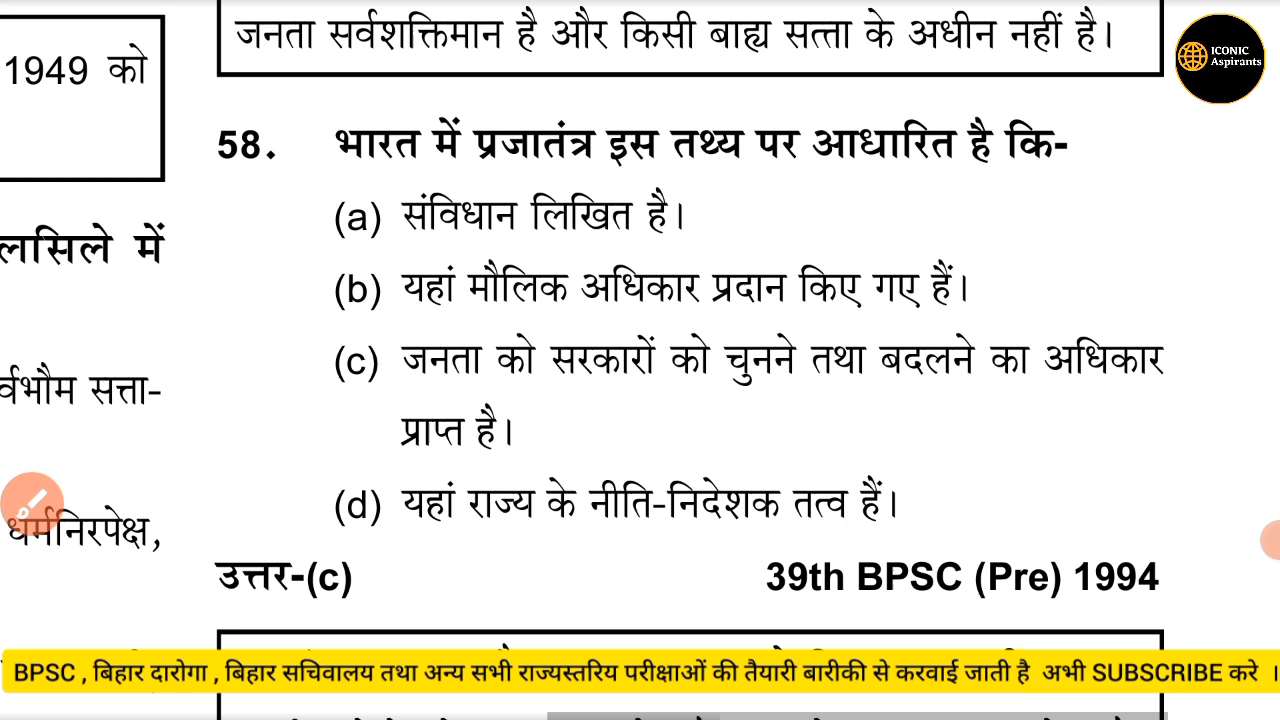 जनता सर्वशक्तिमान है और किसी बाह्य सत्ता के अधीन नहीं है।
ICONIC
Aspirants
1949 को
58. भारत में प्रजातंत्र इस तथ्य पर आधारित है कि-
(a) संविधान लिखित है।
लसिले में
(b) यहां मौलिक अधिकार प्रदान किए गए हैं।
(c) जनता को सरकारों को चुनने तथा बदलने का अधिकार
र्वभौम सत्ता-
प्राप्त है।
(d) यहां राज्य के नीति-निदेशक तत्व हैं।
धर्मनिरपेक्ष,
उत्तर-(c) 39th BPSC (Pre) 1994
BPSC , बिहार दारोगा , बिहार सचिवालय तथा अन्य सभी राज्यस्तरिय परीक्षाओं की तैयारी बारीकी से करवाई जाती है अभी SUBSCRIBE करे ।